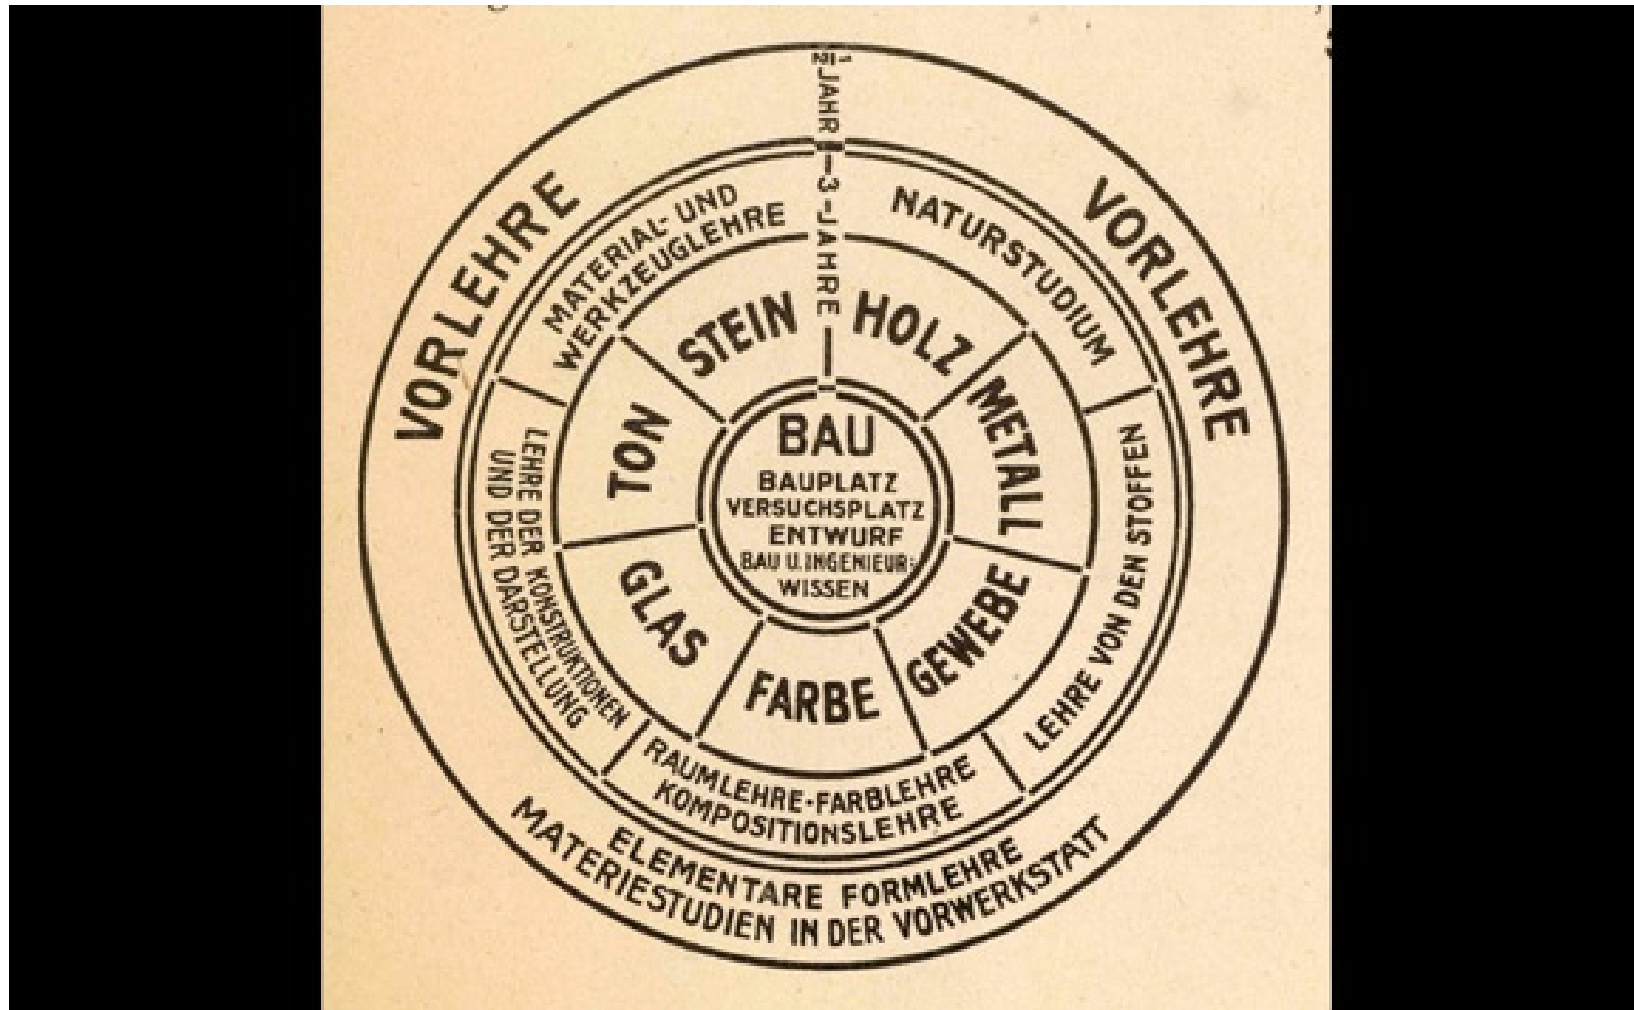 ½ JAHR
3 - JAHRE
VORLEHRE
VORLEHRE
ELEMENTARE FORMLEHRE
MATERIESTUDIEN IN DER VORWERKSTATT
MATERIAL- UND
WERKZEUGLEHRE
NATURSTUDIUM
LEHRE VON DEN STOFFEN
RAUMLEHRE·FARBLEHRE
KOMPOSITIONSLEHRE
LEHRE DER KONSTRUKTIONEN
UND DER DARSTELLUNG
STEIN
HOLZ
METALL
GEWEBE
FARBE
GLAS
TON
BAU
BAUPLATZ
VERSUCHSPLATZ
ENTWURF
BAU U. INGENIEUR:
WISSEN